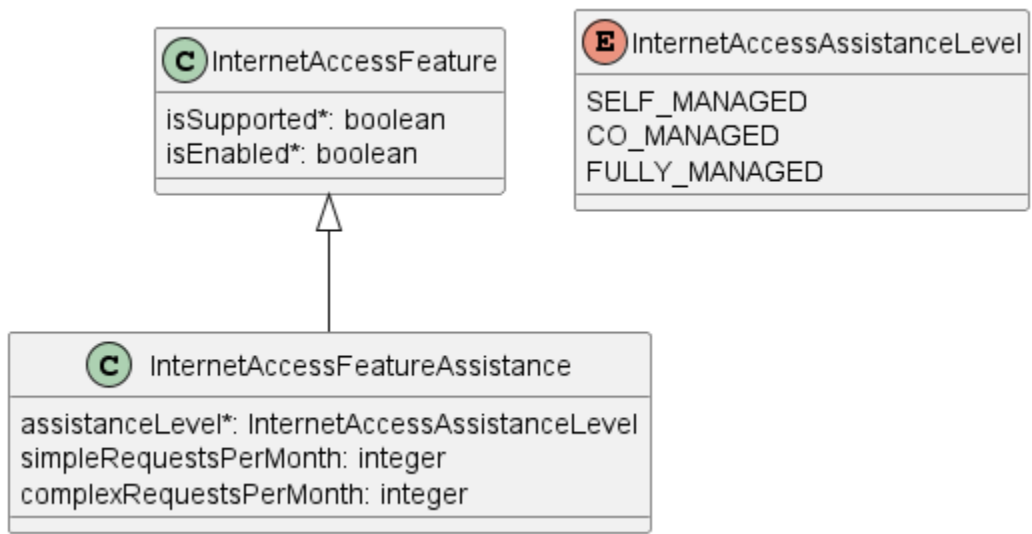 C InternetAccessFeature
isSupported*: boolean
isEnabled*: boolean
E InternetAccessAssistanceLevel
SELF_MANAGED
CO_MANAGED
FULLY_MANAGED
C InternetAccessFeatureAssistance
assistanceLevel*: InternetAccessAssistanceLevel
simpleRequestsPerMonth: integer
complexRequestsPerMonth: integer